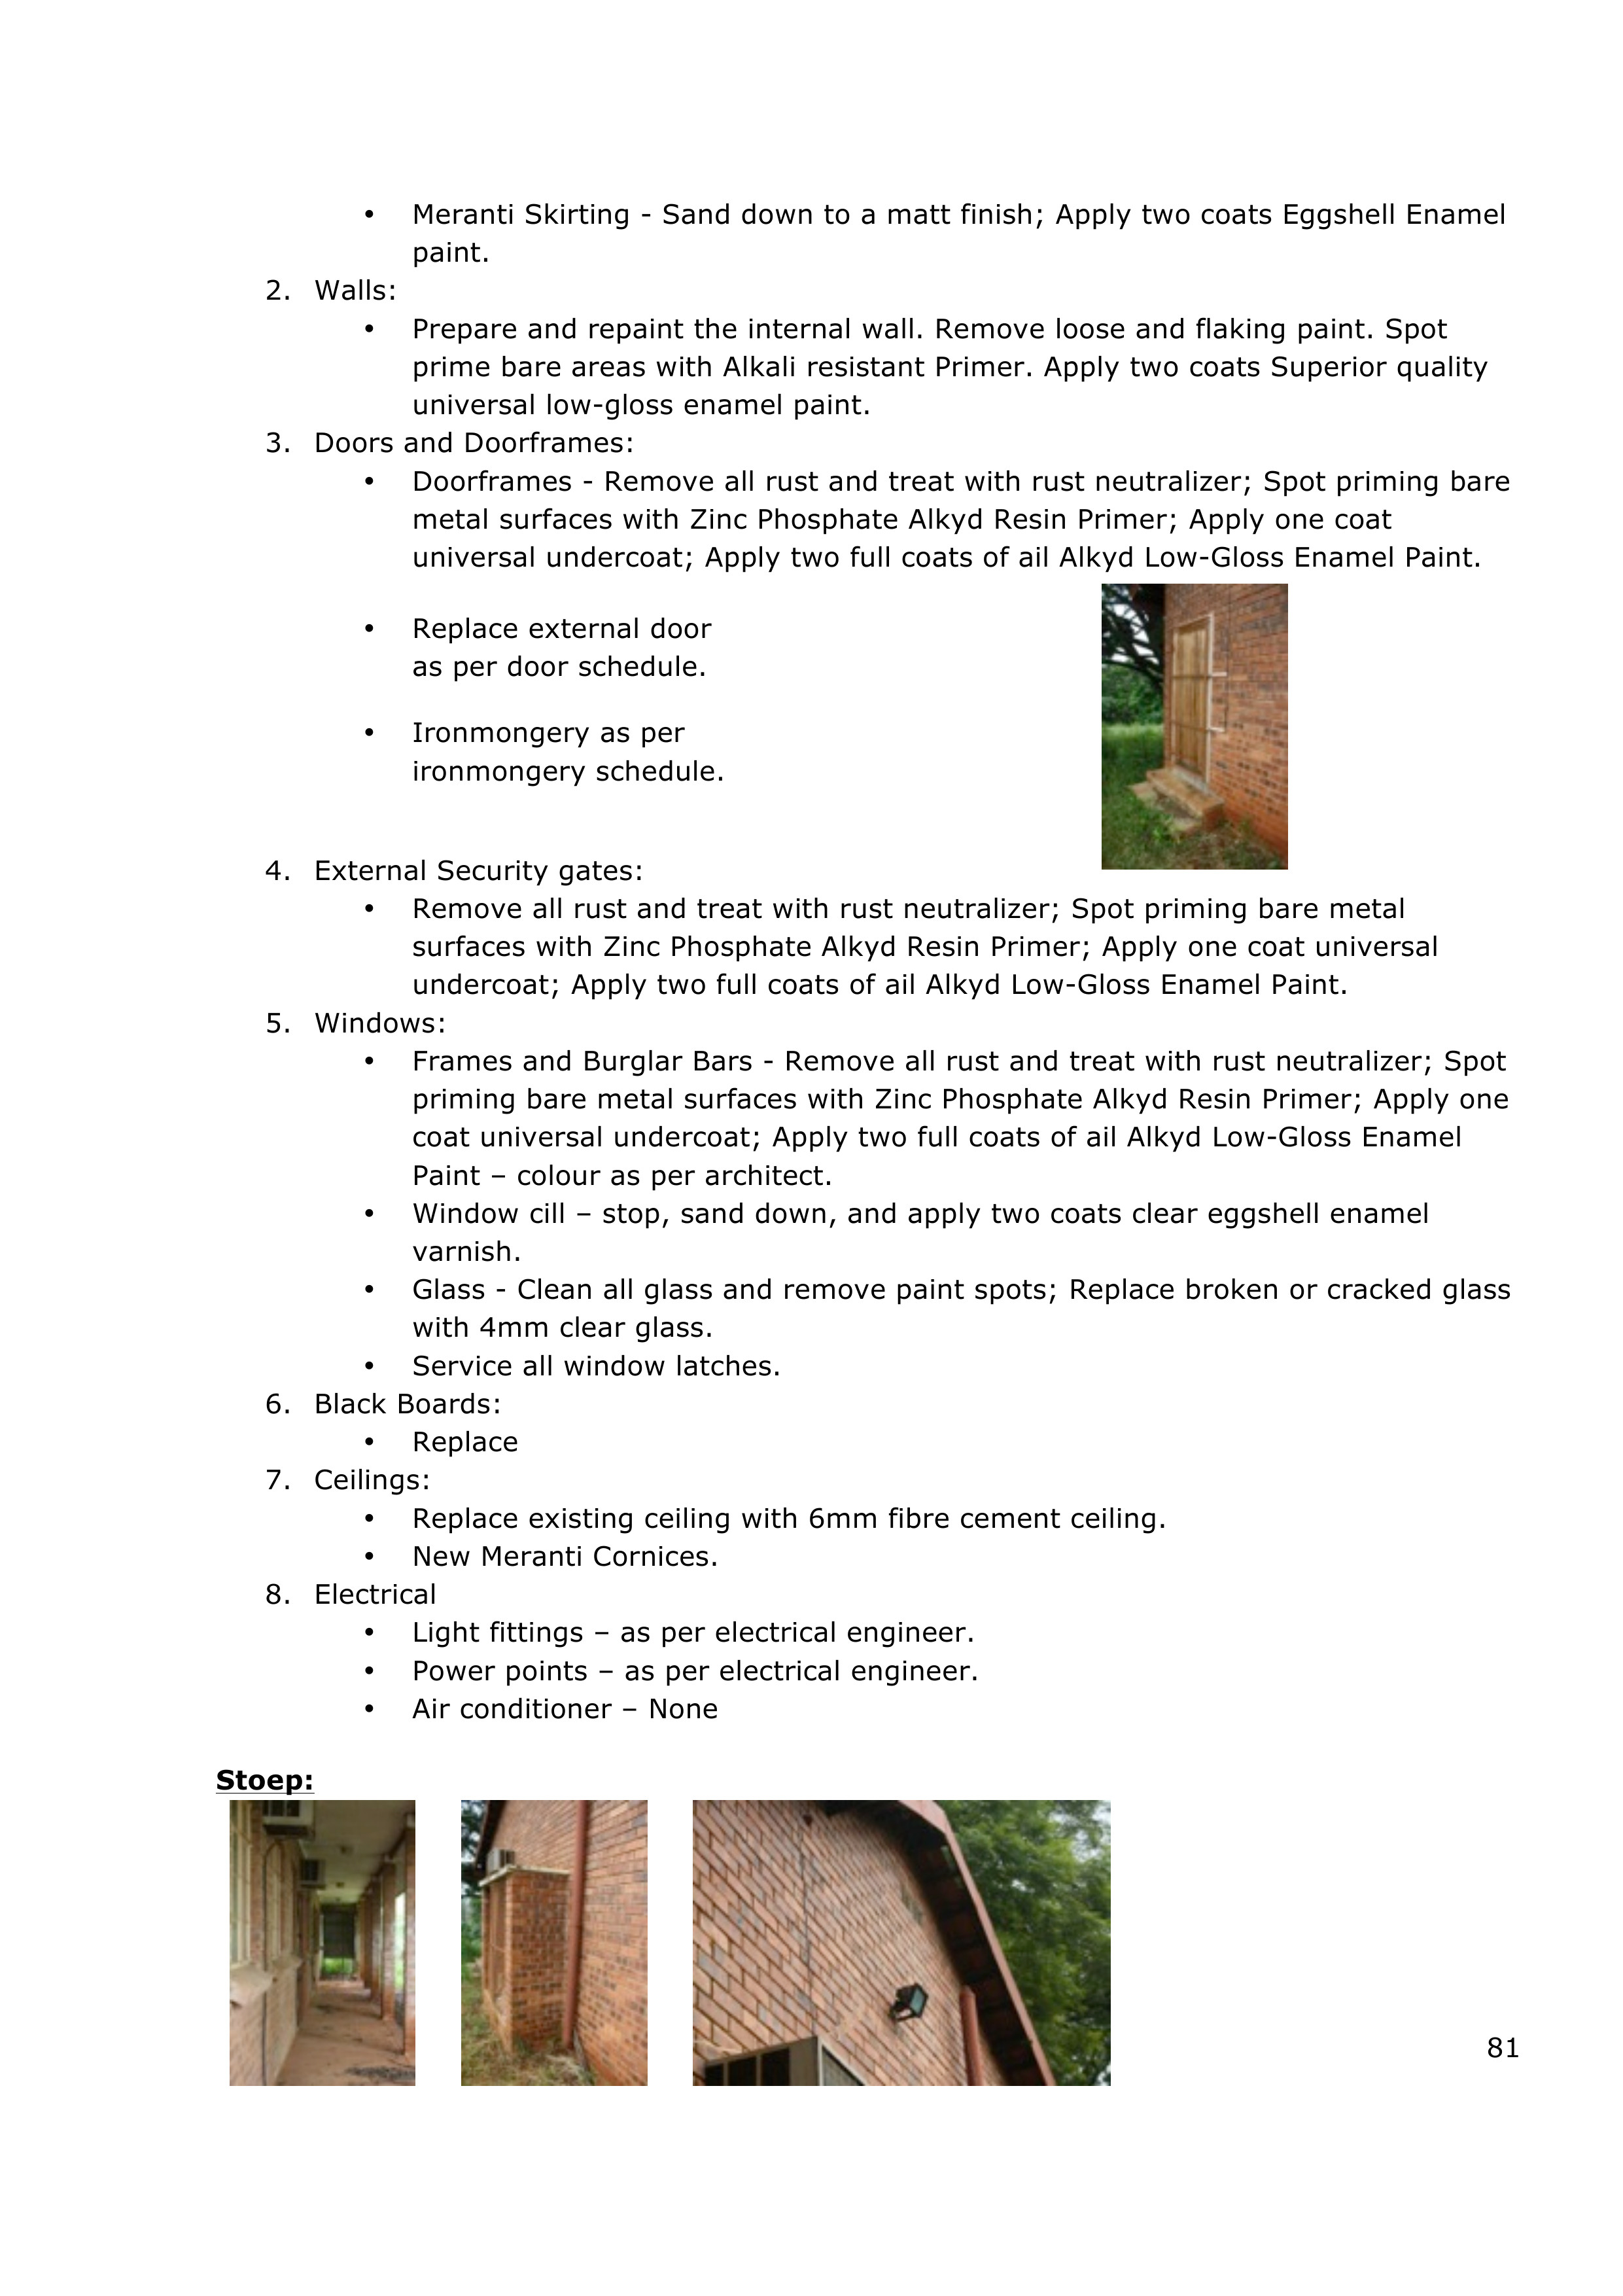 • Meranti Skirting - Sand down to a matt finish; Apply two coats Eggshell Enamel
paint.
2. Walls:
• Prepare and repaint the internal wall. Remove loose and flaking paint. Spot
prime bare areas with Alkali resistant Primer. Apply two coats Superior quality
universal low-gloss enamel paint.
3. Doors and Doorframes:
• Doorframes - Remove all rust and treat with rust neutralizer; Spot priming bare
metal surfaces with Zinc Phosphate Alkyd Resin Primer; Apply one coat
universal undercoat; Apply two full coats of ail Alkyd Low-Gloss Enamel Paint.
• Replace external door
as per door schedule.
• Ironmongery as per
ironmongery schedule.
4. External Security gates:
• Remove all rust and treat with rust neutralizer; Spot priming bare metal
surfaces with Zinc Phosphate Alkyd Resin Primer; Apply one coat universal
undercoat; Apply two full coats of ail Alkyd Low-Gloss Enamel Paint.
5. Windows:
• Frames and Burglar Bars - Remove all rust and treat with rust neutralizer; Spot
priming bare metal surfaces with Zinc Phosphate Alkyd Resin Primer; Apply one
coat universal undercoat; Apply two full coats of ail Alkyd Low-Gloss Enamel
Paint – colour as per architect.
• Window cill – stop, sand down, and apply two coats clear eggshell enamel
varnish.
• Glass - Clean all glass and remove paint spots; Replace broken or cracked glass
with 4mm clear glass.
• Service all window latches.
6. Black Boards:
• Replace
7. Ceilings:
• Replace existing ceiling with 6mm fibre cement ceiling.
• New Meranti Cornices.
8. Electrical
• Light fittings – as per electrical engineer.
• Power points – as per electrical engineer.
• Air conditioner – None
Stoep:
81